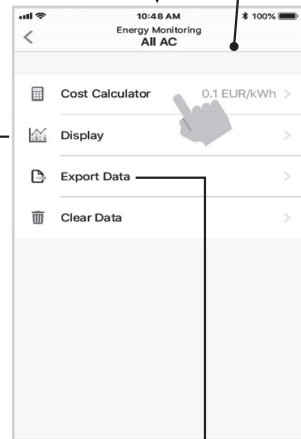 10:48 AM 100%
Energy Monitoring
All AC
Cost Calculator 0.1 EUR/kWh >
Display >
Export Data >
Clear Data >